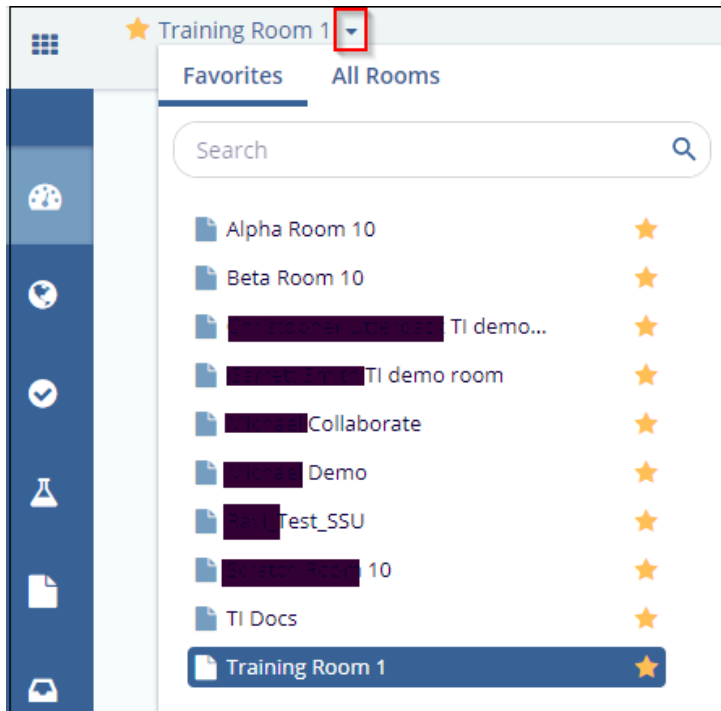 Training Room 1
Favorites All Rooms
Search
Alpha Room 10
Beta Room 10
TI demo...
TI demo room
Collaborate
Demo
Test_SSU
10
TI Docs
Training Room 1